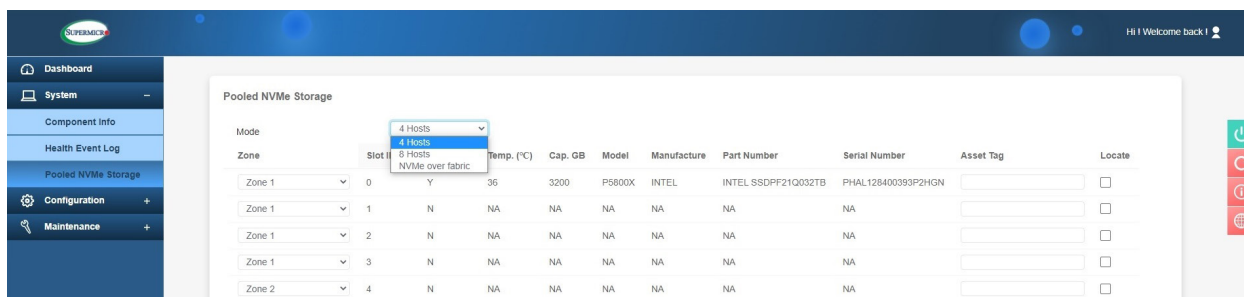 SUPERMICR
Hi ! Welcome back !
Dashboard
System −
Component Info
Health Event Log
Pooled NVMe Storage
Configuration +
Maintenance +
Pooled NVMe Storage
Mode 4 Hosts
4 Hosts
8 Hosts
NVMe over fabric
Zone Slot Temp. (°C) Cap. GB Model Manufacture Part Number Serial Number Asset Tag Locate
Zone 1 0 Y 36 3200 P5800X INTEL INTEL SSDPF21Q032TB PHAL128400393P2HGN
Zone 1 1 N NA NA NA NA NA NA
Zone 1 2 N NA NA NA NA NA NA
Zone 1 3 N NA NA NA NA NA NA
Zone 2 4 N NA NA NA NA NA NA